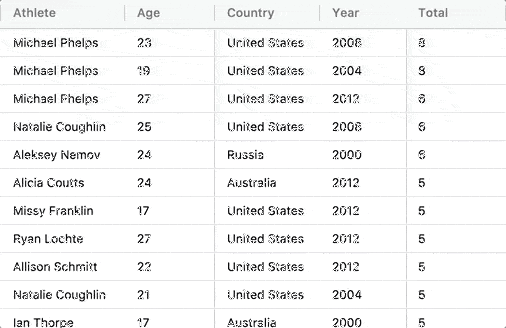 Athlete Age Country Year Total
Michael Phelps 23 United States 2008 8
Michael Phelps 19 United States 2004 8
Michael Phelps 27 United States 2012 6
Natalie Coughlin 25 United States 2008 6
Aleksey Nemov 24 Russia 2000 6
Alicia Coutts 24 Australia 2012 5
Missy Franklin 17 United States 2012 5
Ryan Lochte 27 United States 2012 5
Allison Schmitt 22 United States 2012 5
Natalie Coughlin 21 United States 2004 5
Ian Thorpe 17 Australia 2000 5